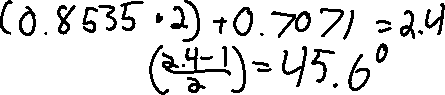 (0.8535 · 2) + 0.7071 = 2.4
(2.4-1/2) = 45.6°